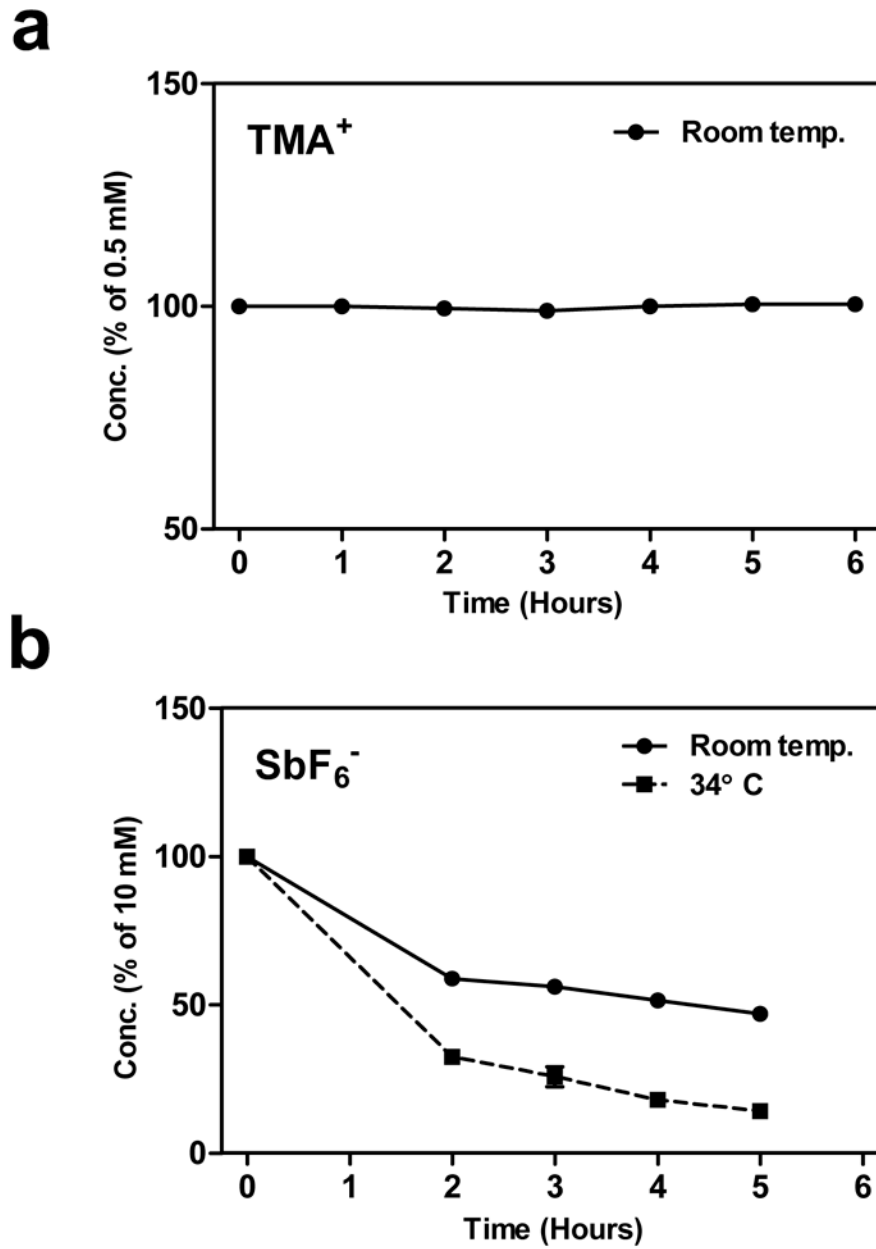 a
150
TMA⁺
Room temp.
Conc. (% of 0.5 mM)
100
50
0 1 2 3 4 5 6
Time (Hours)
b
150
SbF₆⁻
Room temp.
34° C
Conc. (% of 10 mM)
100
50
0
0 1 2 3 4 5 6
Time (Hours)